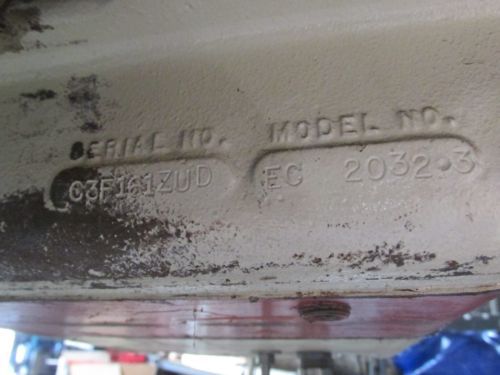 SERIAL NO. MODEL NO.
C3F161ZUD EC 2032·3